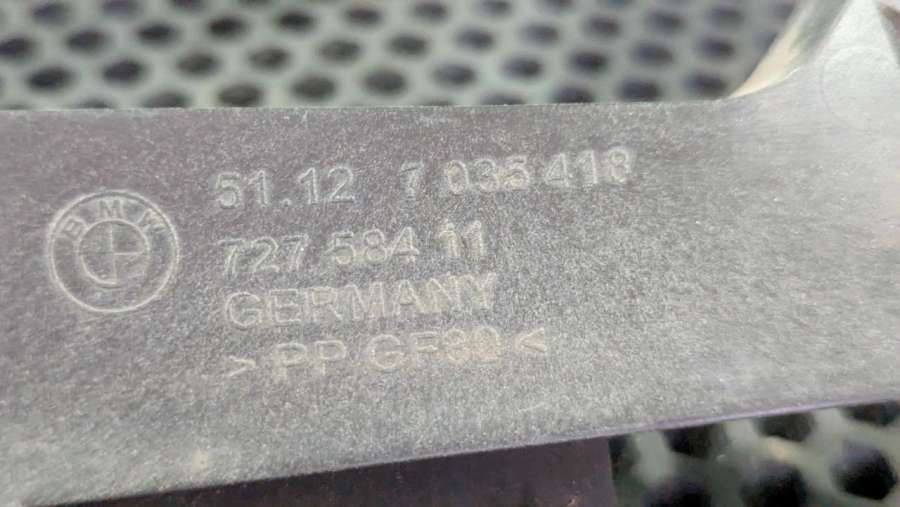 BMW
51.12 7 035 418
727 584 11
GERMANY
> PP GF30 <